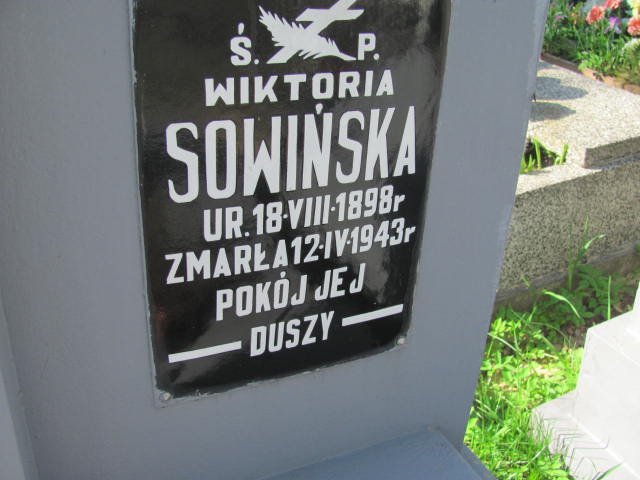 Ś. P.
WIKTORIA
SOWIŃSKA
UR. 18·VIII·1898r
ZMARŁA 12·IV·1943r
POKÓJ JEJ
DUSZY